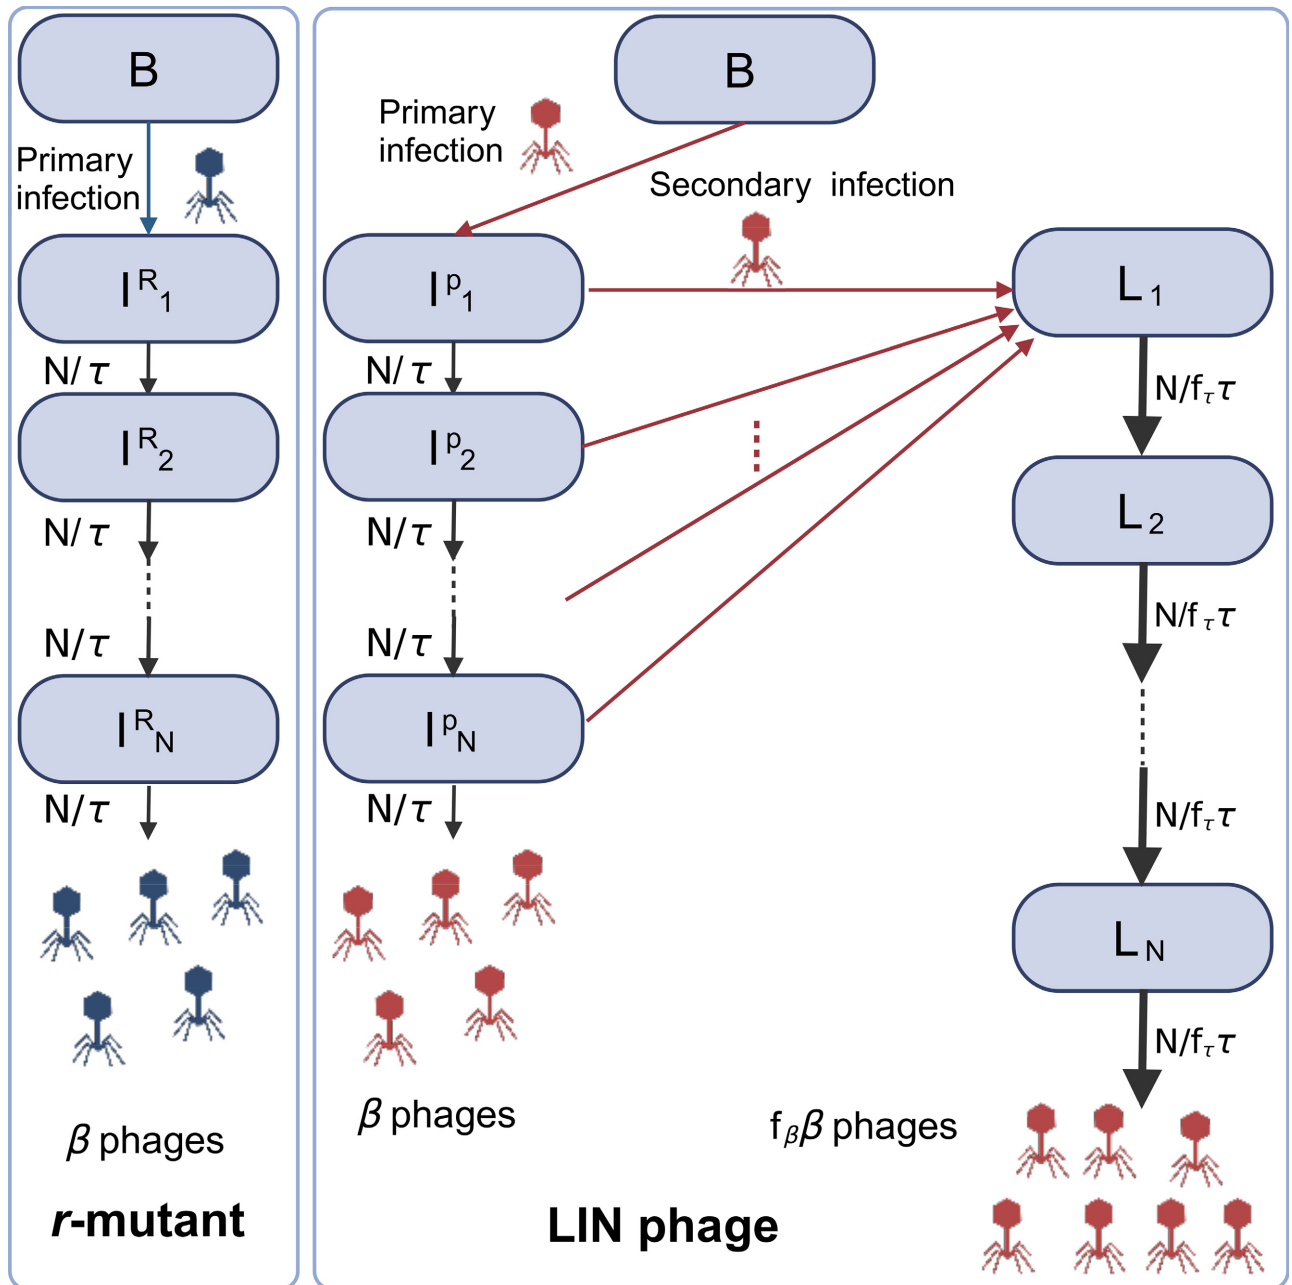 B
Primary
infection
I^R_1
N/τ
I^R_2
N/τ
N/τ
I^R_N
N/τ
β phages
r-mutant
B
Primary
infection
Secondary infection
I^p_1
N/τ
I^p_2
N/τ
N/τ
I^p_N
N/τ
β phages
L_1
N/f_τ τ
L_2
N/f_τ τ
N/f_τ τ
L_N
N/f_τ τ
f_β β phages
LIN phage